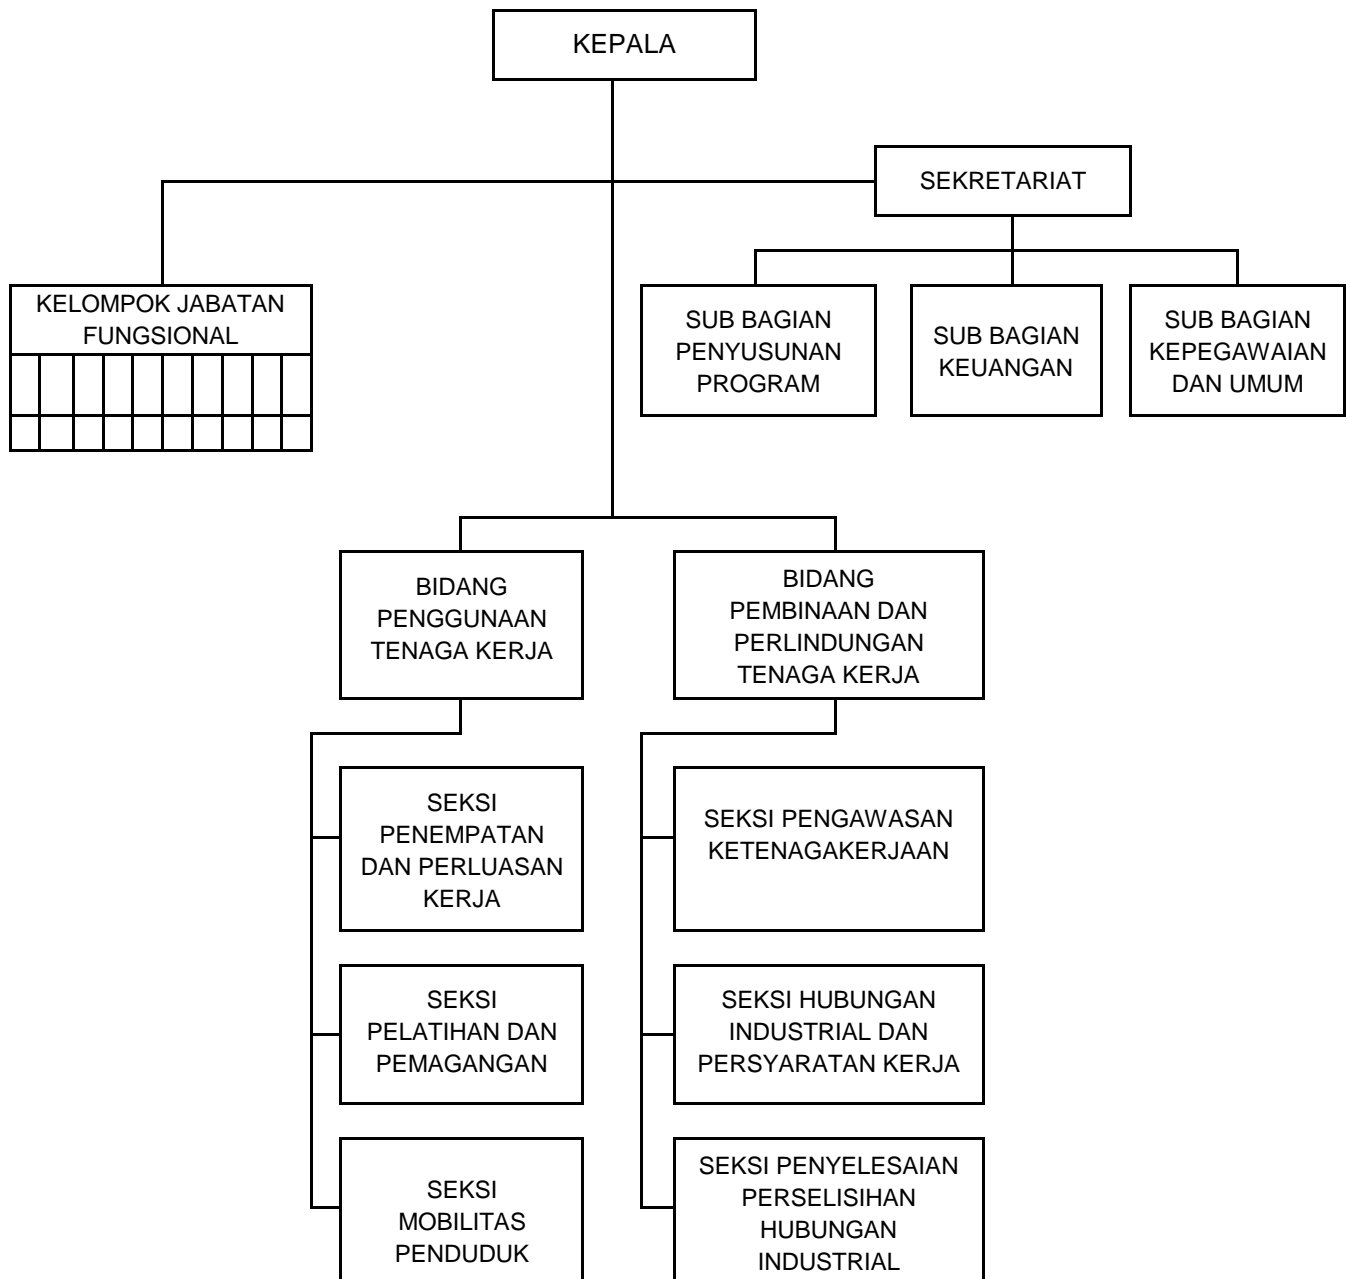 KEPALA
SEKRETARIAT
KELOMPOK JABATAN
FUNGSIONAL
SUB BAGIAN
PENYUSUNAN
PROGRAM
SUB BAGIAN
KEUANGAN
SUB BAGIAN
KEPEGAWAIAN
DAN UMUM
BIDANG
PENGGUNAAN
TENAGA KERJA
BIDANG
PEMBINAAN DAN
PERLINDUNGAN
TENAGA KERJA
SEKSI
PENEMPATAN
DAN PERLUASAN
KERJA
SEKSI PENGAWASAN
KETENAGAKERJAAN
SEKSI
PELATIHAN DAN
PEMAGANGAN
SEKSI HUBUNGAN
INDUSTRIAL DAN
PERSYARATAN KERJA
SEKSI
MOBILITAS
PENDUDUK
SEKSI PENYELESAIAN
PERSELISIHAN
HUBUNGAN
INDUSTRIAL